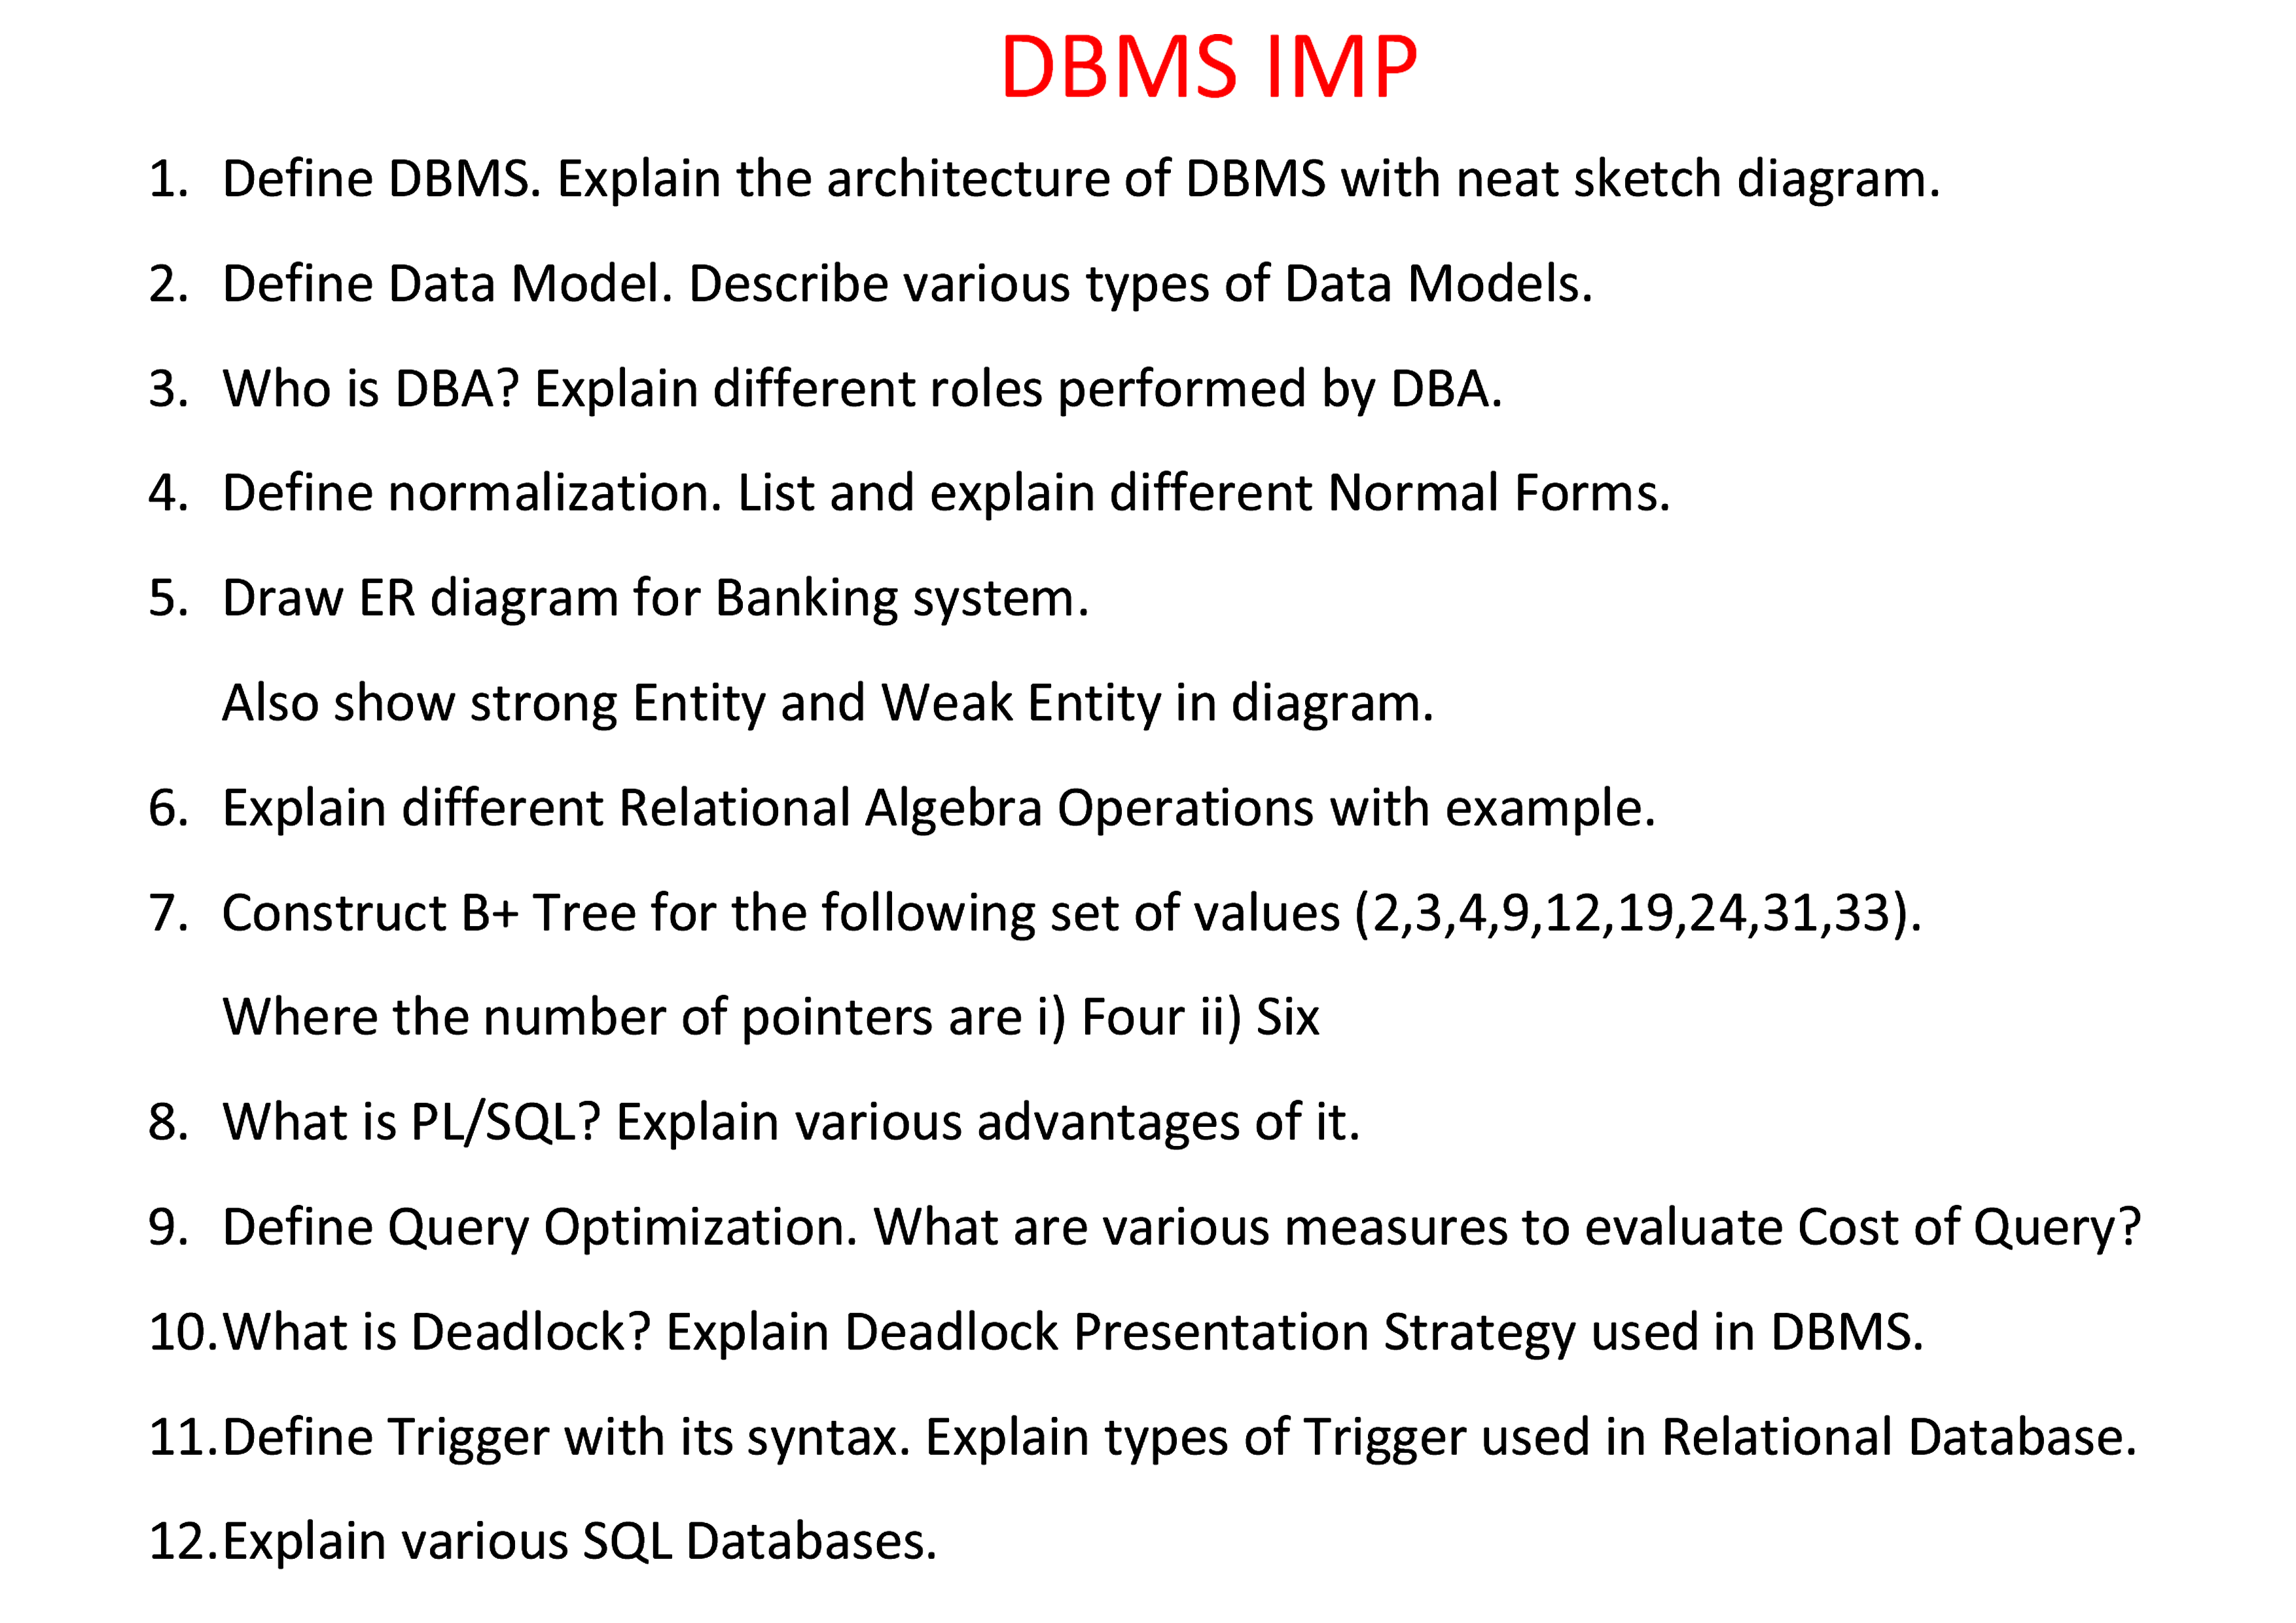 DBMS IMP
1. Define DBMS. Explain the architecture of DBMS with neat sketch diagram.
2. Define Data Model. Describe various types of Data Models.
3. Who is DBA? Explain different roles performed by DBA.
4. Define normalization. List and explain different Normal Forms.
5. Draw ER diagram for Banking system.
Also show strong Entity and Weak Entity in diagram.
6. Explain different Relational Algebra Operations with example.
7. Construct B+ Tree for the following set of values (2,3,4,9,12,19,24,31,33).
Where the number of pointers are i) Four ii) Six
8. What is PL/SQL? Explain various advantages of it.
9. Define Query Optimization. What are various measures to evaluate Cost of Query?
10. What is Deadlock? Explain Deadlock Presentation Strategy used in DBMS.
11. Define Trigger with its syntax. Explain types of Trigger used in Relational Database.
12. Explain various SQL Databases.